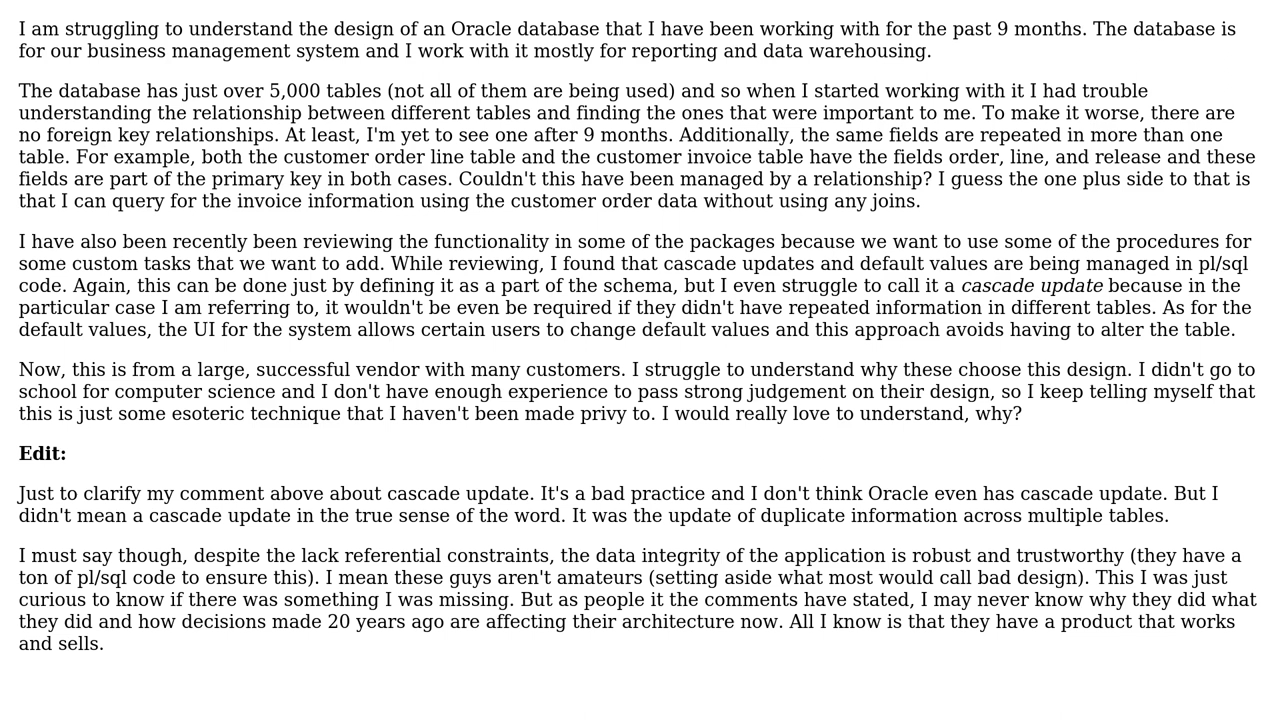 I am struggling to understand the design of an Oracle database that I have been working with for the past 9 months. The database is
for our business management system and I work with it mostly for reporting and data warehousing.
The database has just over 5,000 tables (not all of them are being used) and so when I started working with it I had trouble
understanding the relationship between different tables and finding the ones that were important to me. To make it worse, there are
no foreign key relationships. At least, I'm yet to see one after 9 months. Additionally, the same fields are repeated in more than one
table. For example, both the customer order line table and the customer invoice table have the fields order, line, and release and these
fields are part of the primary key in both cases. Couldn't this have been managed by a relationship? I guess the one plus side to that is
that I can query for the invoice information using the customer order data without using any joins.
I have also been recently been reviewing the functionality in some of the packages because we want to use some of the procedures for
some custom tasks that we want to add. While reviewing, I found that cascade updates and default values are being managed in pl/sql
code. Again, this can be done just by defining it as a part of the schema, but I even struggle to call it a cascade update because in the
particular case I am referring to, it wouldn't be even be required if they didn't have repeated information in different tables. As for the
default values, the UI for the system allows certain users to change default values and this approach avoids having to alter the table.
Now, this is from a large, successful vendor with many customers. I struggle to understand why these choose this design. I didn't go to
school for computer science and I don't have enough experience to pass strong judgement on their design, so I keep telling myself that
this is just some esoteric technique that I haven't been made privy to. I would really love to understand, why?
Edit:
Just to clarify my comment above about cascade update. It's a bad practice and I don't think Oracle even has cascade update. But I
didn't mean a cascade update in the true sense of the word. It was the update of duplicate information across multiple tables.
I must say though, despite the lack referential constraints, the data integrity of the application is robust and trustworthy (they have a
ton of pl/sql code to ensure this). I mean these guys aren't amateurs (setting aside what most would call bad design). This I was just
curious to know if there was something I was missing. But as people it the comments have stated, I may never know why they did what
they did and how decisions made 20 years ago are affecting their architecture now. All I know is that they have a product that works
and sells.